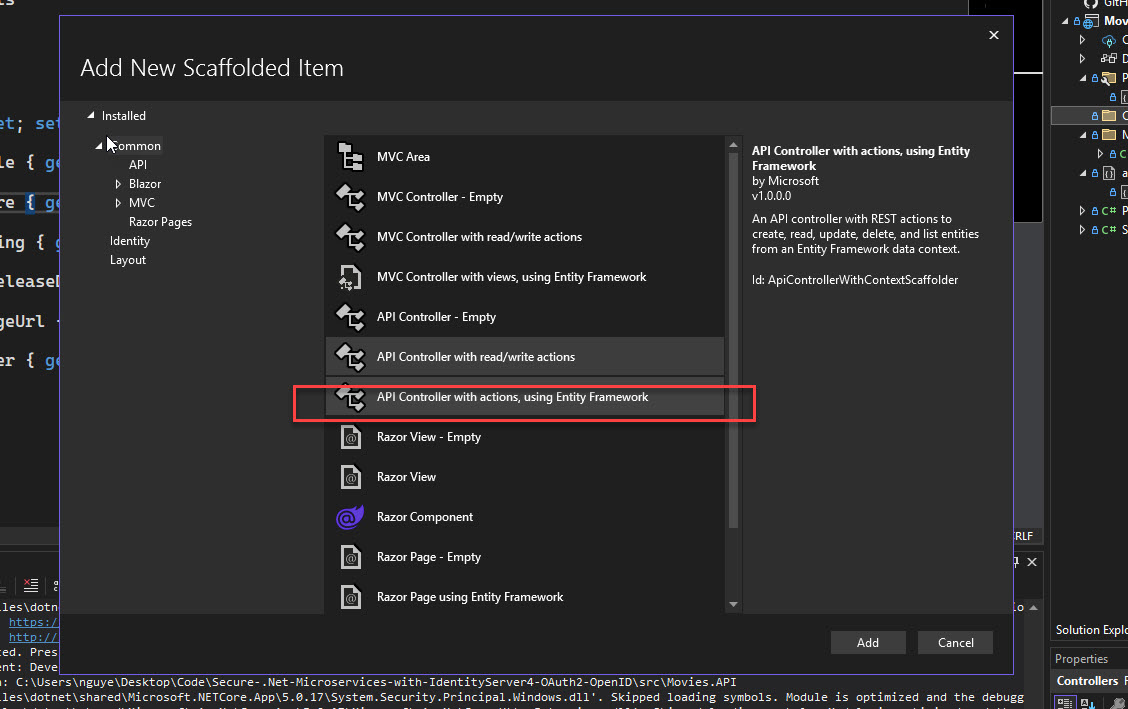 Add New Scaffolded Item
Installed
Common
API
Blazor
MVC
Razor Pages
Identity
Layout
MVC Area
MVC Controller - Empty
MVC Controller with read/write actions
MVC Controller with views, using Entity Framework
API Controller - Empty
API Controller with read/write actions
API Controller with actions, using Entity Framework
Razor View - Empty
Razor View
Razor Component
Razor Page - Empty
Razor Page using Entity Framework
API Controller with actions, using Entity
Framework
by Microsoft
v1.0.0.0
An API controller with REST actions to
create, read, update, delete, and list entities
from an Entity Framework data context.
Id: ApiControllerWithContextScaffolder
Add
Cancel
et; set
le { ge
re { ge
ing { g
eleaseD
geUrl
er { ge
RLF
GitH
Mov
Solution Explo
Properties
Controllers F
les\dotne
https:/
http://
ted. Pres
ent: Deve
: C:\Users\nguye\Desktop\Code\Secure-.Net-Microservices-with-IdentityServer4-OAuth2-OpenID\src\Movies.API
les\dotnet\shared\Microsoft.NETCore.App\5.0.17\System.Security.Principal.Windows.dll'. Skipped loading symbols. Module is optimized and the debugg